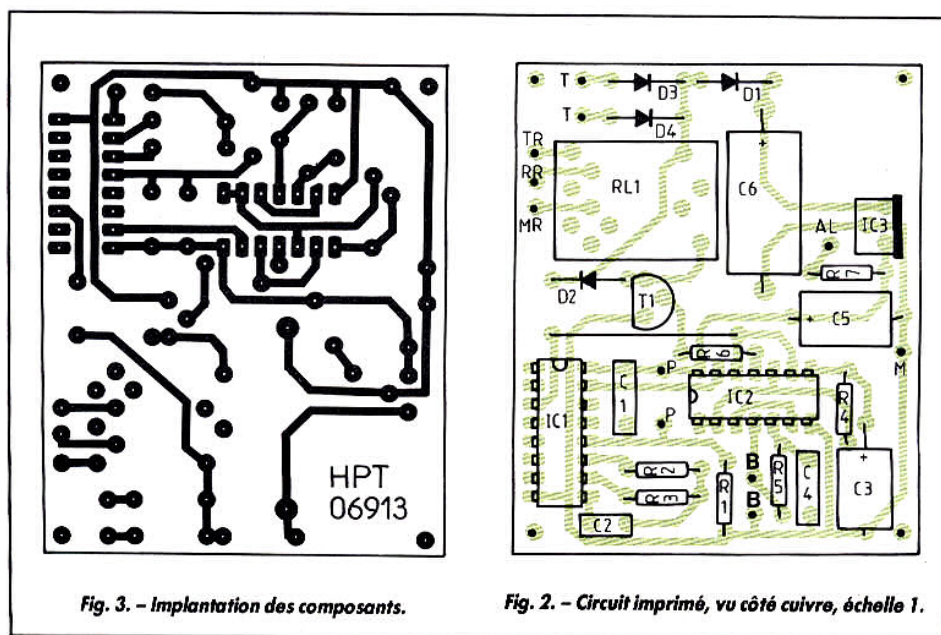 HPT
06913
T
D3
D1
T
D4
TR
RR
RL1
C6
MR
AL
IC3
R7
D2
T1
C5
R6
M
P
C1
IC2
IC1
R4
P
R2
B
R3
R1
B
R5
C4
C3
C2
Fig. 3. – Implantation des composants.
Fig. 2. – Circuit imprimé, vu côté cuivre, échelle 1.